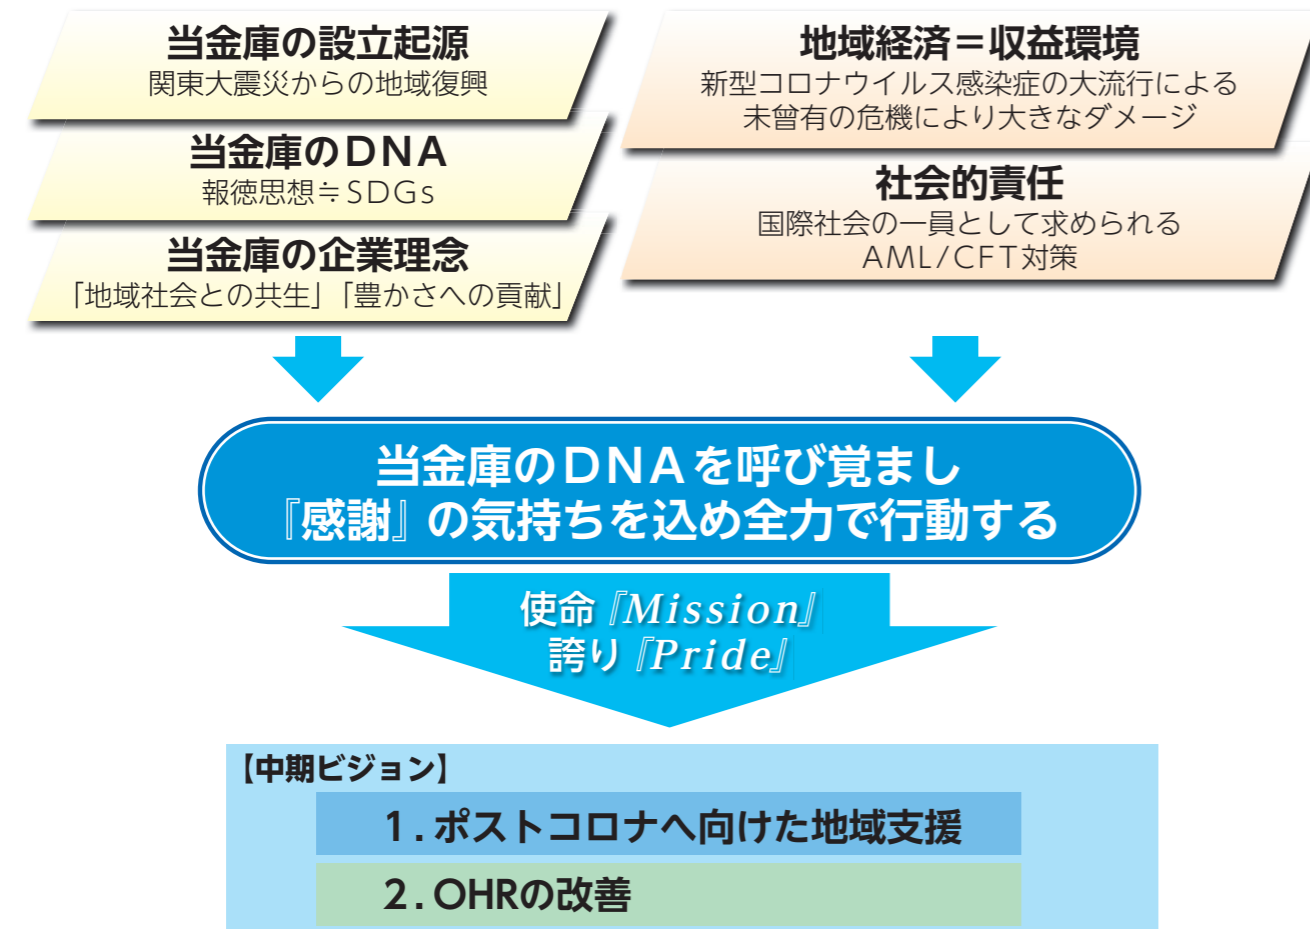 当金庫の設立起源
関東大震災からの地域復興
当金庫のDNA
報徳思想≒SDGs
当金庫の企業理念
「地域社会との共生」「豊かさへの貢献」
地域経済＝収益環境
新型コロナウイルス感染症の大流行による
未曾有の危機により大きなダメージ
社会的責任
国際社会の一員として求められる
AML/CFT対策
当金庫のDNAを呼び覚まし
『感謝』の気持ちを込め全力で行動する
使命『Mission』
誇り『Pride』
【中期ビジョン】
1.ポストコロナへ向けた地域支援
2.OHRの改善